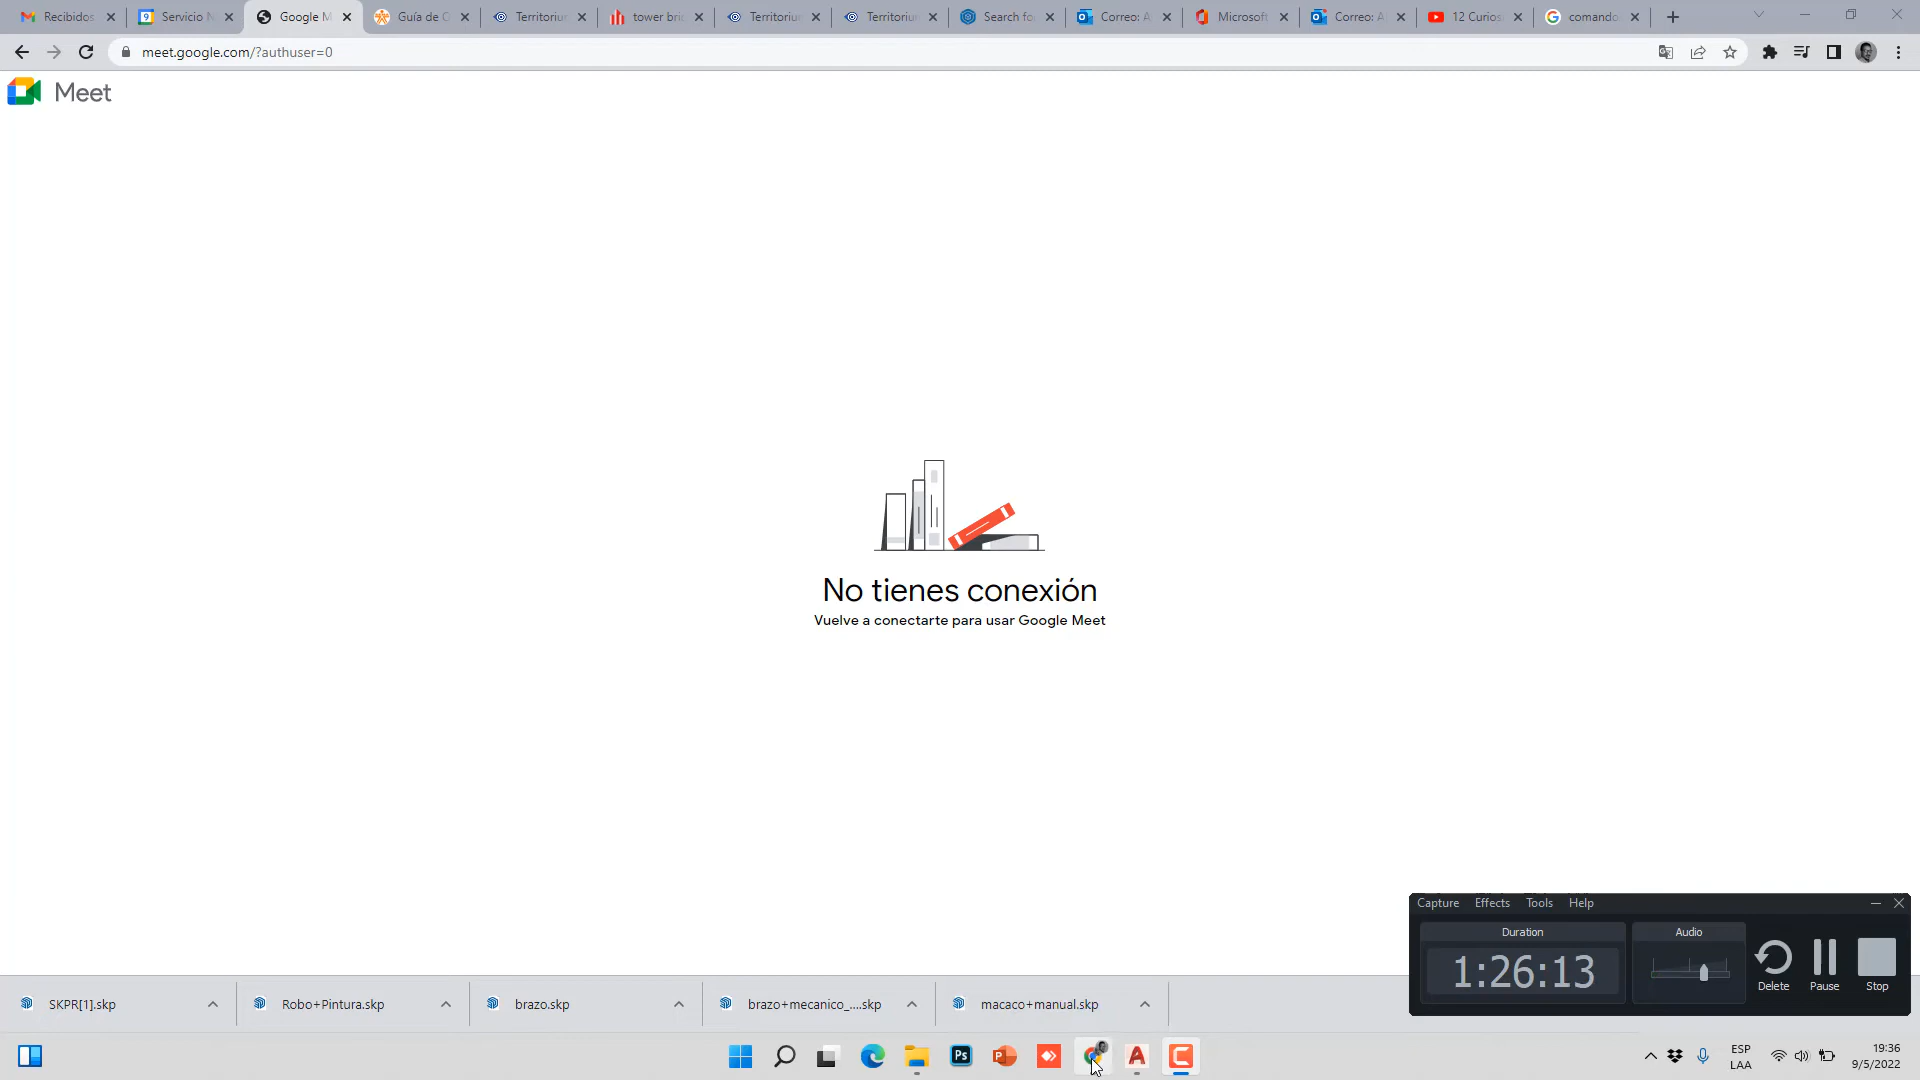 Recibidos
Servicio N
Google M
Guía de C
Territoriu
tower bri
Territoriu
Territoriu
Search fo
Correo: A
Microsoft
Correo: A
12 Curios
comando
meet.google.com/?authuser=0
Meet
No tienes conexión
Vuelve a conectarte para usar Google Meet
Capture Effects Tools Help
Duration
Audio
1:26:13
Delete
Pause
Stop
SKPR[1].skp
Robo+Pintura.skp
brazo.skp
brazo+mecanico_....skp
macaco+manual.skp
Ps
P
A
C
ESP
LAA
19:36
9/5/2022